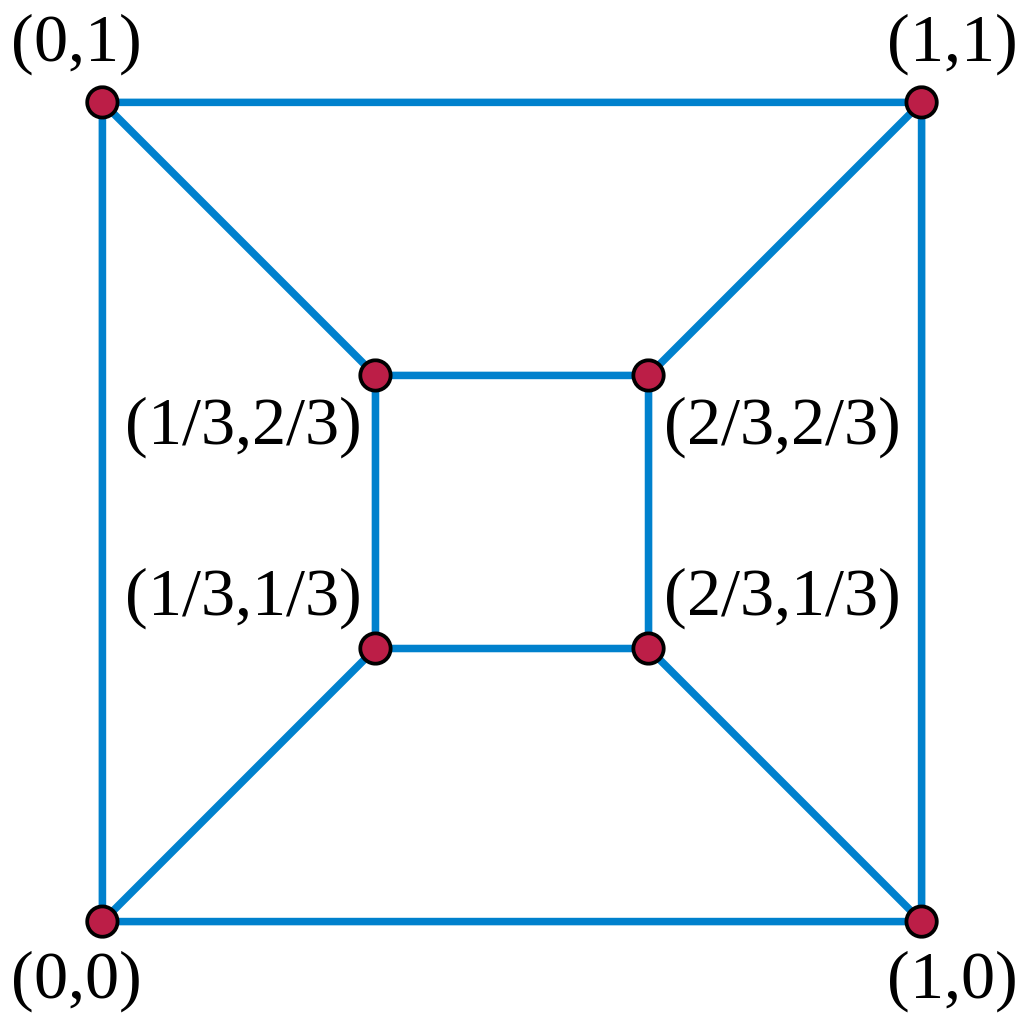 (0,1) (1,1)
(1/3,2/3) (2/3,2/3)
(1/3,1/3) (2/3,1/3)
(0,0) (1,0)